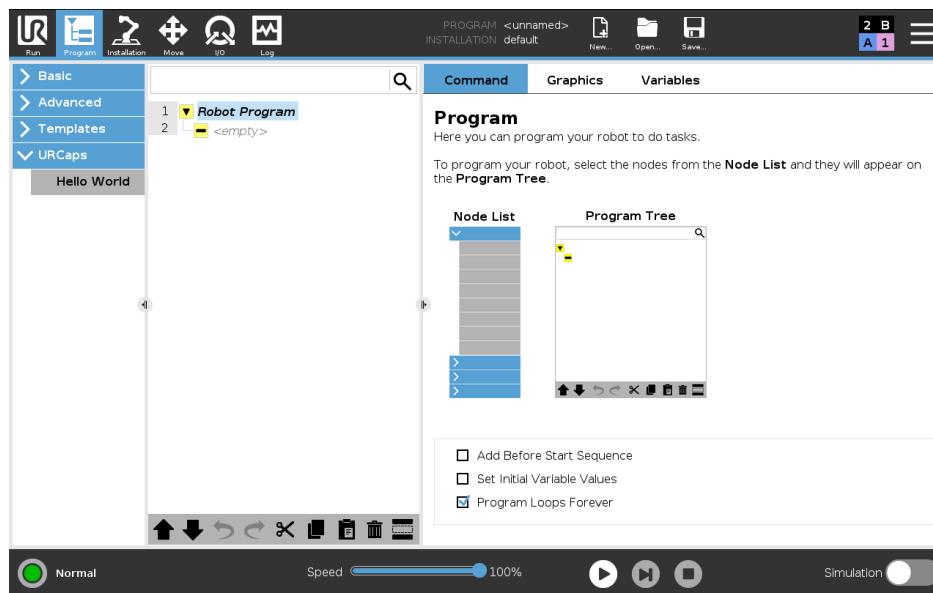 PROGRAM <unnamed>
INSTALLATION default
2 B
A 1
Run Program Installation Move I/O Log New... Open... Save...
Basic
Advanced
Templates
URCaps
Hello World
1 Robot Program
2 <empty>
Command Graphics Variables
Program
Here you can program your robot to do tasks.
To program your robot, select the nodes from the Node List and they will appear on
the Program Tree.
Node List Program Tree
Add Before Start Sequence
Set Initial Variable Values
Program Loops Forever
Normal Speed 100% Simulation